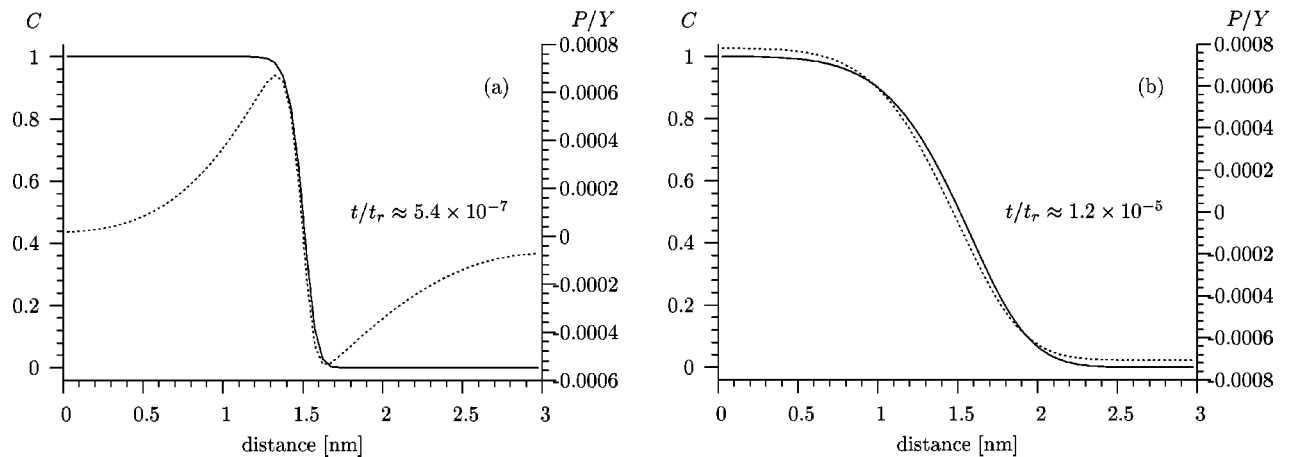 C
P/Y
1
0.8
0.6
0.4
0.2
0
0.0008
0.0006
0.0004
0.0002
0
-0.0002
-0.0004
-0.0006
(a)
t/t_r ≈ 5.4 × 10^-7
0 0.5 1 1.5 2 2.5 3
distance [nm]
C
P/Y
1
0.8
0.6
0.4
0.2
0
0.0008
0.0006
0.0004
0.0002
0
-0.0002
-0.0004
-0.0006
-0.0008
(b)
t/t_r ≈ 1.2 × 10^-5
0 0.5 1 1.5 2 2.5 3
distance [nm]